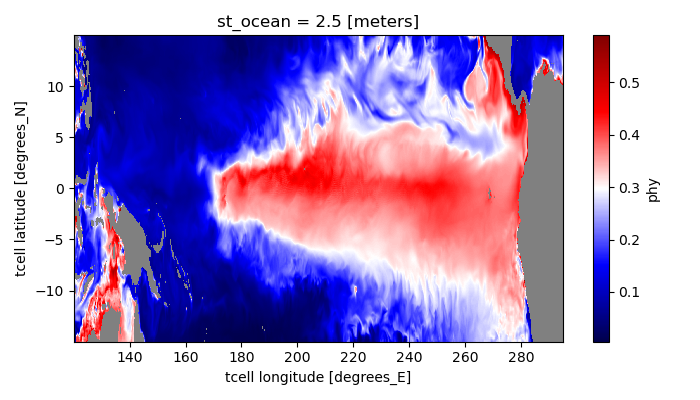 st_ocean = 2.5 [meters]
10
5
0
−5
−10
tcell latitude [degrees_N]
140 160 180 200 220 240 260 280
tcell longitude [degrees_E]
0.5
0.4
0.3
0.2
0.1
phy